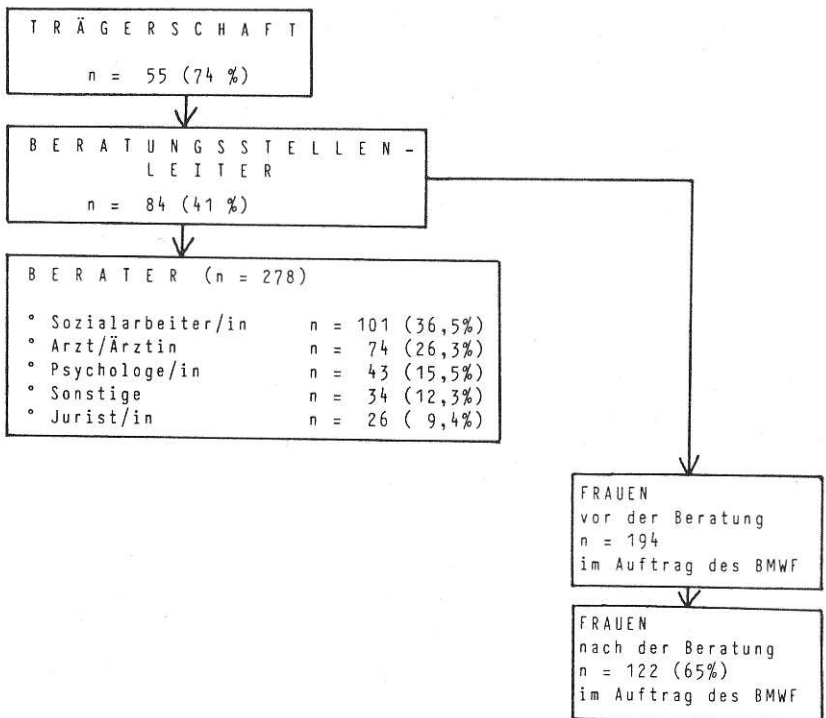 TRÄGERSCHAFT
n = 55 (74 %)
BERATUNGSSTELLEN-
LEITER
n = 84 (41 %)
BERATER (n = 278)
° Sozialarbeiter/in n = 101 (36,5%)
° Arzt/Ärztin n = 74 (26,3%)
° Psychologe/in n = 43 (15,5%)
° Sonstige n = 34 (12,3%)
° Jurist/in n = 26 ( 9,4%)
FRAUEN
vor der Beratung
n = 194
im Auftrag des BMWF
FRAUEN
nach der Beratung
n = 122 (65%)
im Auftrag des BMWF